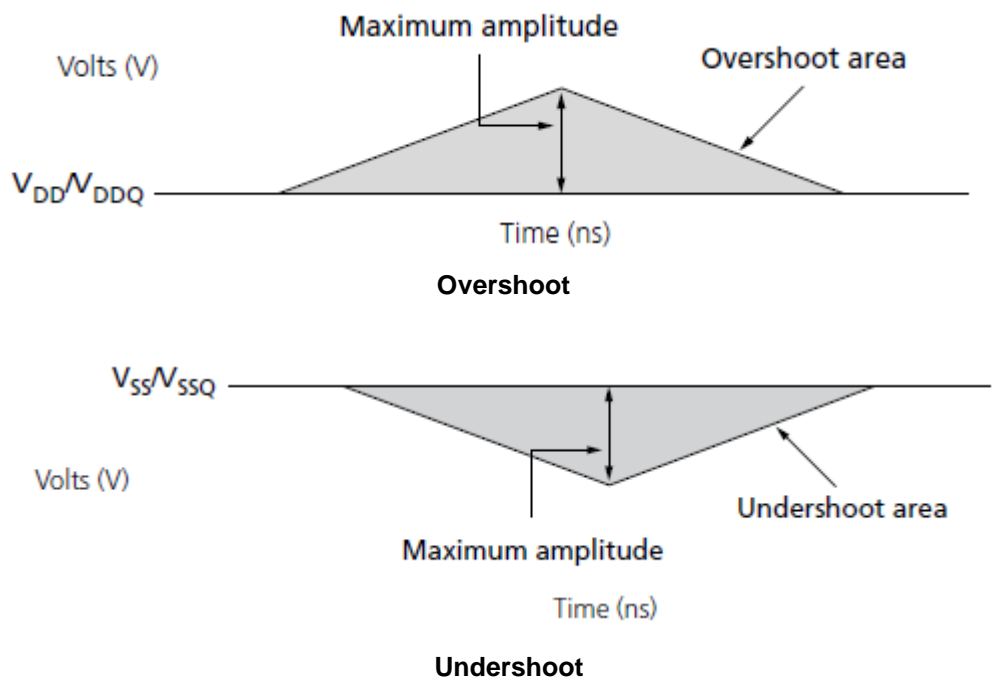 Maximum amplitude
Volts (V)
Overshoot area
VDD/VDDQ
Time (ns)
Overshoot
VSS/VSSQ
Volts (V)
Undershoot area
Maximum amplitude
Time (ns)
Undershoot